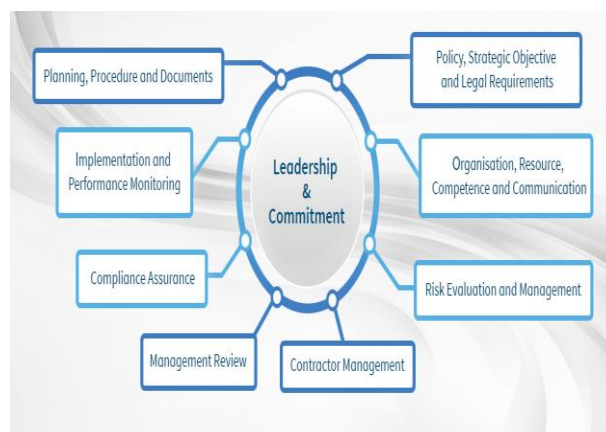 Planning, Procedure and Documents
Policy, Strategic Objective
and Legal Requirements
Implementation and
Performance Monitoring
Leadership
&
Commitment
Organisation, Resource,
Competence and Communication
Compliance Assurance
Risk Evaluation and Management
Management Review
Contractor Management